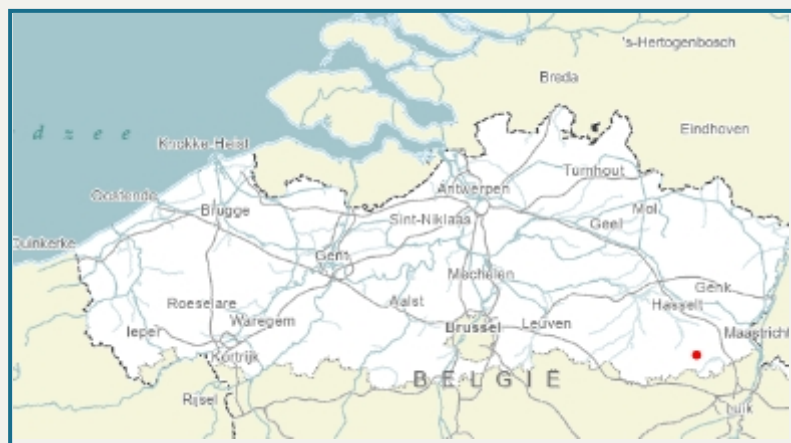 's-Hertogenbosch
Breda
d z e e
Eindhoven
Knokke-Heist
Turnhout
Antwerpen
Oostende
Mol
Brugge
Sint-Niklaas
Geel
Duinkerke
Gent
Mechelen
Genk
Roeselare
Aalst
Hasselt
Waregem
Brussel
Leuven
Ieper
Maastricht
Kortrijk
BELGIË
Rijsel
Luik